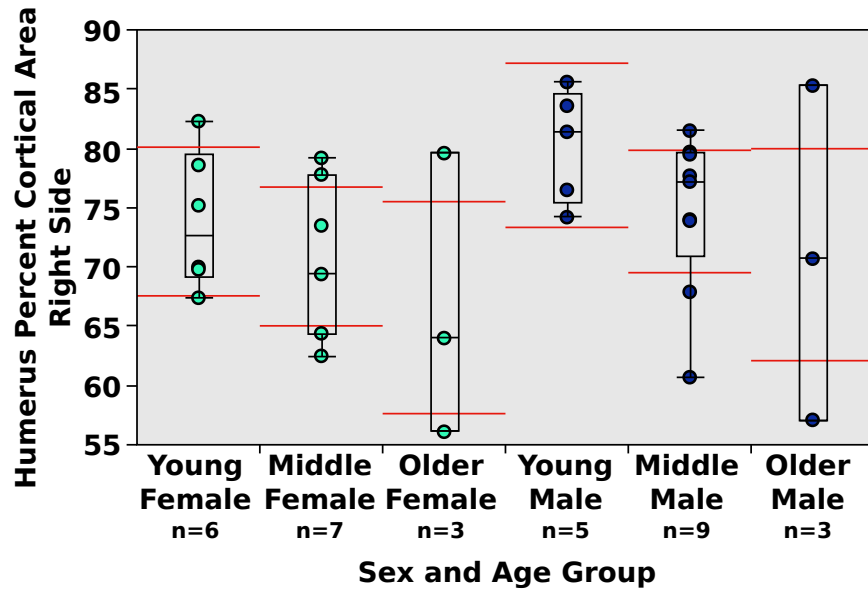 Humerus Percent Cortical Area
Right Side
90
85
80
75
70
65
60
55
Young
Female
n=6
Middle
Female
n=7
Older
Female
n=3
Young
Male
n=5
Middle
Male
n=9
Older
Male
n=3
Sex and Age Group